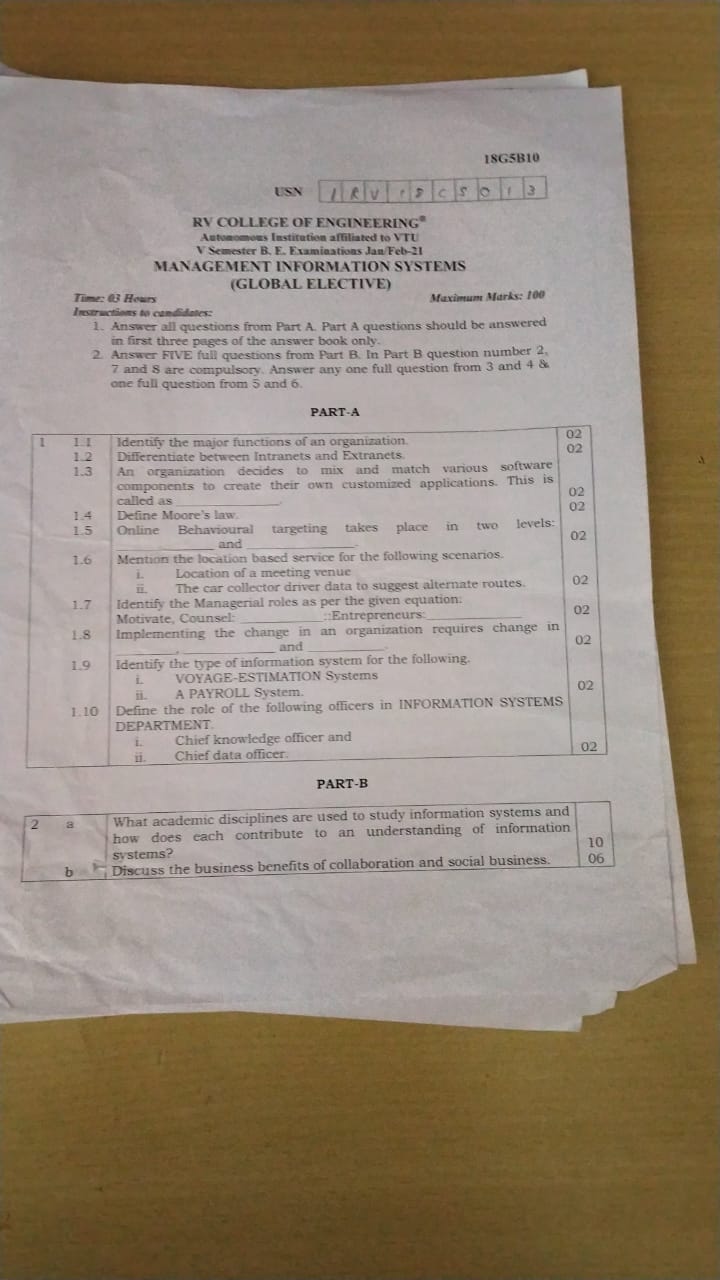 18G5B10
USN 1RV18CS013
RV COLLEGE OF ENGINEERING®
Autonomous Institution affiliated to VTU
V Semester B. E. Examinations Jan/Feb-21
MANAGEMENT INFORMATION SYSTEMS
(GLOBAL ELECTIVE)
Time: 03 Hours Maximum Marks: 100
Instructions to candidates:
1. Answer all questions from Part A. Part A questions should be answered
in first three pages of the answer book only.
2. Answer FIVE full questions from Part B. In Part B question number 2,
7 and 8 are compulsory. Answer any one full question from 3 and 4 &
one full question from 5 and 6.
PART-A
1 1.1 Identify the major functions of an organization. 02
1.2 Differentiate between Intranets and Extranets. 02
1.3 An organization decides to mix and match various software
components to create their own customized applications. This is
called as ____________. 02
1.4 Define Moore's law. 02
1.5 Online Behavioural targeting takes place in two levels:
____________ and ____________. 02
1.6 Mention the location based service for the following scenarios.
i. Location of a meeting venue
ii. The car collector driver data to suggest alternate routes. 02
1.7 Identify the Managerial roles as per the given equation:
Motivate, Counsel: ____________::Entrepreneurs: ____________ 02
1.8 Implementing the change in an organization requires change in
________, ____________ and __________. 02
1.9 Identify the type of information system for the following.
i. VOYAGE-ESTIMATION Systems
ii. A PAYROLL System. 02
1.10 Define the role of the following officers in INFORMATION SYSTEMS
DEPARTMENT.
i. Chief knowledge officer and
ii. Chief data officer. 02
PART-B
2 a What academic disciplines are used to study information systems and
how does each contribute to an understanding of information
systems? 10
b Discuss the business benefits of collaboration and social business. 06